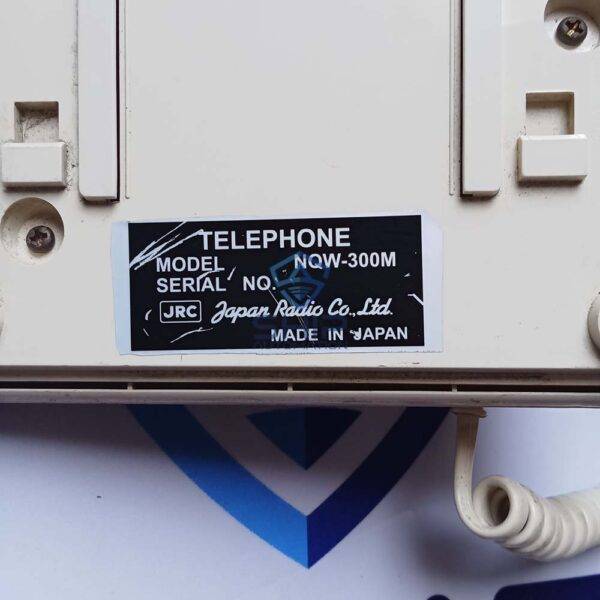 TELEPHONE
MODEL NQW-300M
SERIAL NO.
JRC Japan Radio Co., Ltd.
MADE IN JAPAN